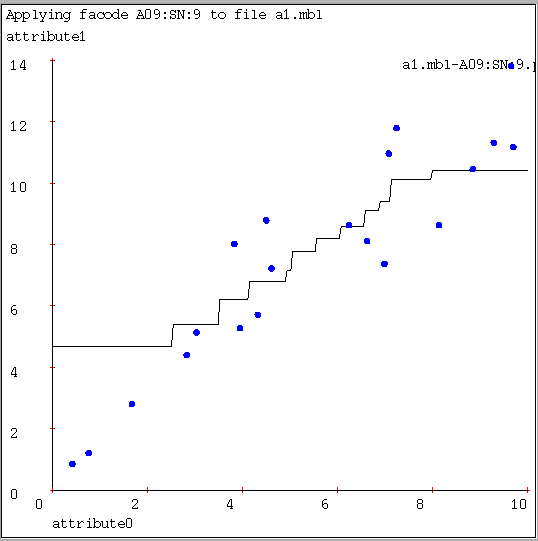 Applying facode A09:SN:9 to file a1.mbl
attribute1
14
a1.mbl-A09:SN:9.
12
10
8
6
4
2
0
0 2 4 6 8 10
attribute0